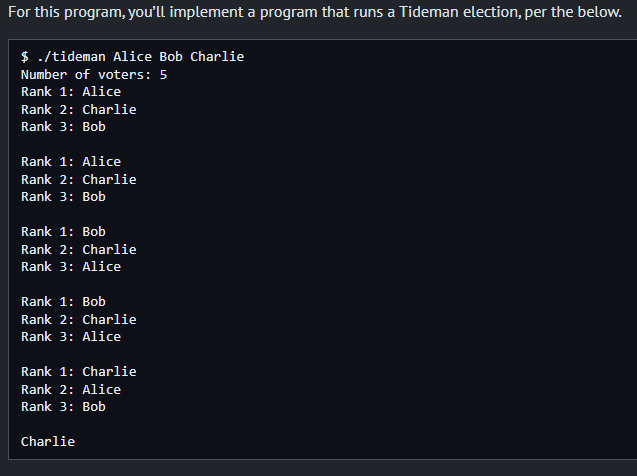 For this program, you’ll implement a program that runs a Tideman election, per the below.
$ ./tideman Alice Bob Charlie
Number of voters: 5
Rank 1: Alice
Rank 2: Charlie
Rank 3: Bob
Rank 1: Alice
Rank 2: Charlie
Rank 3: Bob
Rank 1: Bob
Rank 2: Charlie
Rank 3: Alice
Rank 1: Bob
Rank 2: Charlie
Rank 3: Alice
Rank 1: Charlie
Rank 2: Alice
Rank 3: Bob
Charlie